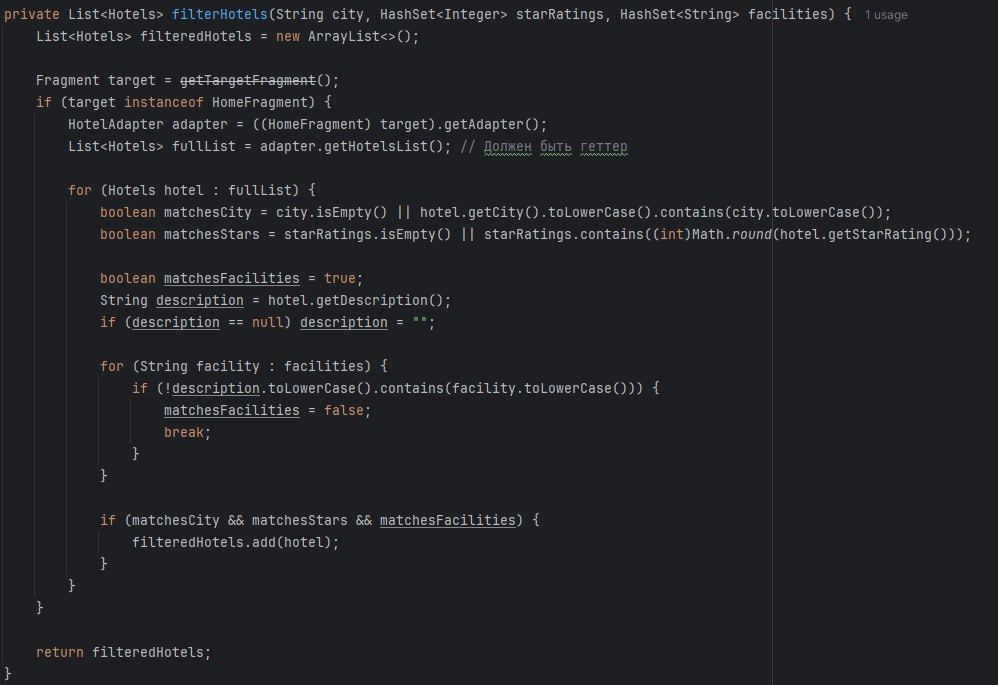 private List<Hotels> filterHotels(String city, HashSet<Integer> starRatings, HashSet<String> facilities) { 1 usage
List<Hotels> filteredHotels = new ArrayList<>();
Fragment target = getTargetFragment();
if (target instanceof HomeFragment) {
HotelAdapter adapter = ((HomeFragment) target).getAdapter();
List<Hotels> fullList = adapter.getHotelsList(); // Должен быть геттер
for (Hotels hotel : fullList) {
boolean matchesCity = city.isEmpty() || hotel.getCity().toLowerCase().contains(city.toLowerCase());
boolean matchesStars = starRatings.isEmpty() || starRatings.contains((int)Math.round(hotel.getStarRating()));
boolean matchesFacilities = true;
String description = hotel.getDescription();
if (description == null) description = "";
for (String facility : facilities) {
if (!description.toLowerCase().contains(facility.toLowerCase())) {
matchesFacilities = false;
break;
}
}
if (matchesCity && matchesStars && matchesFacilities) {
filteredHotels.add(hotel);
}
}
}
return filteredHotels;
}